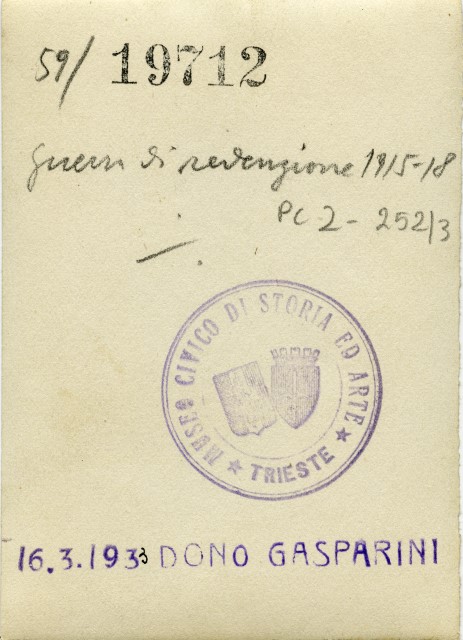 59/ 19712
Guerra di redenzione 1915-18
PC 2 - 252/3
MUSEO CIVICO DI STORIA ED ARTE
★ TRIESTE ★
16.3.1933 DONO GASPARINI